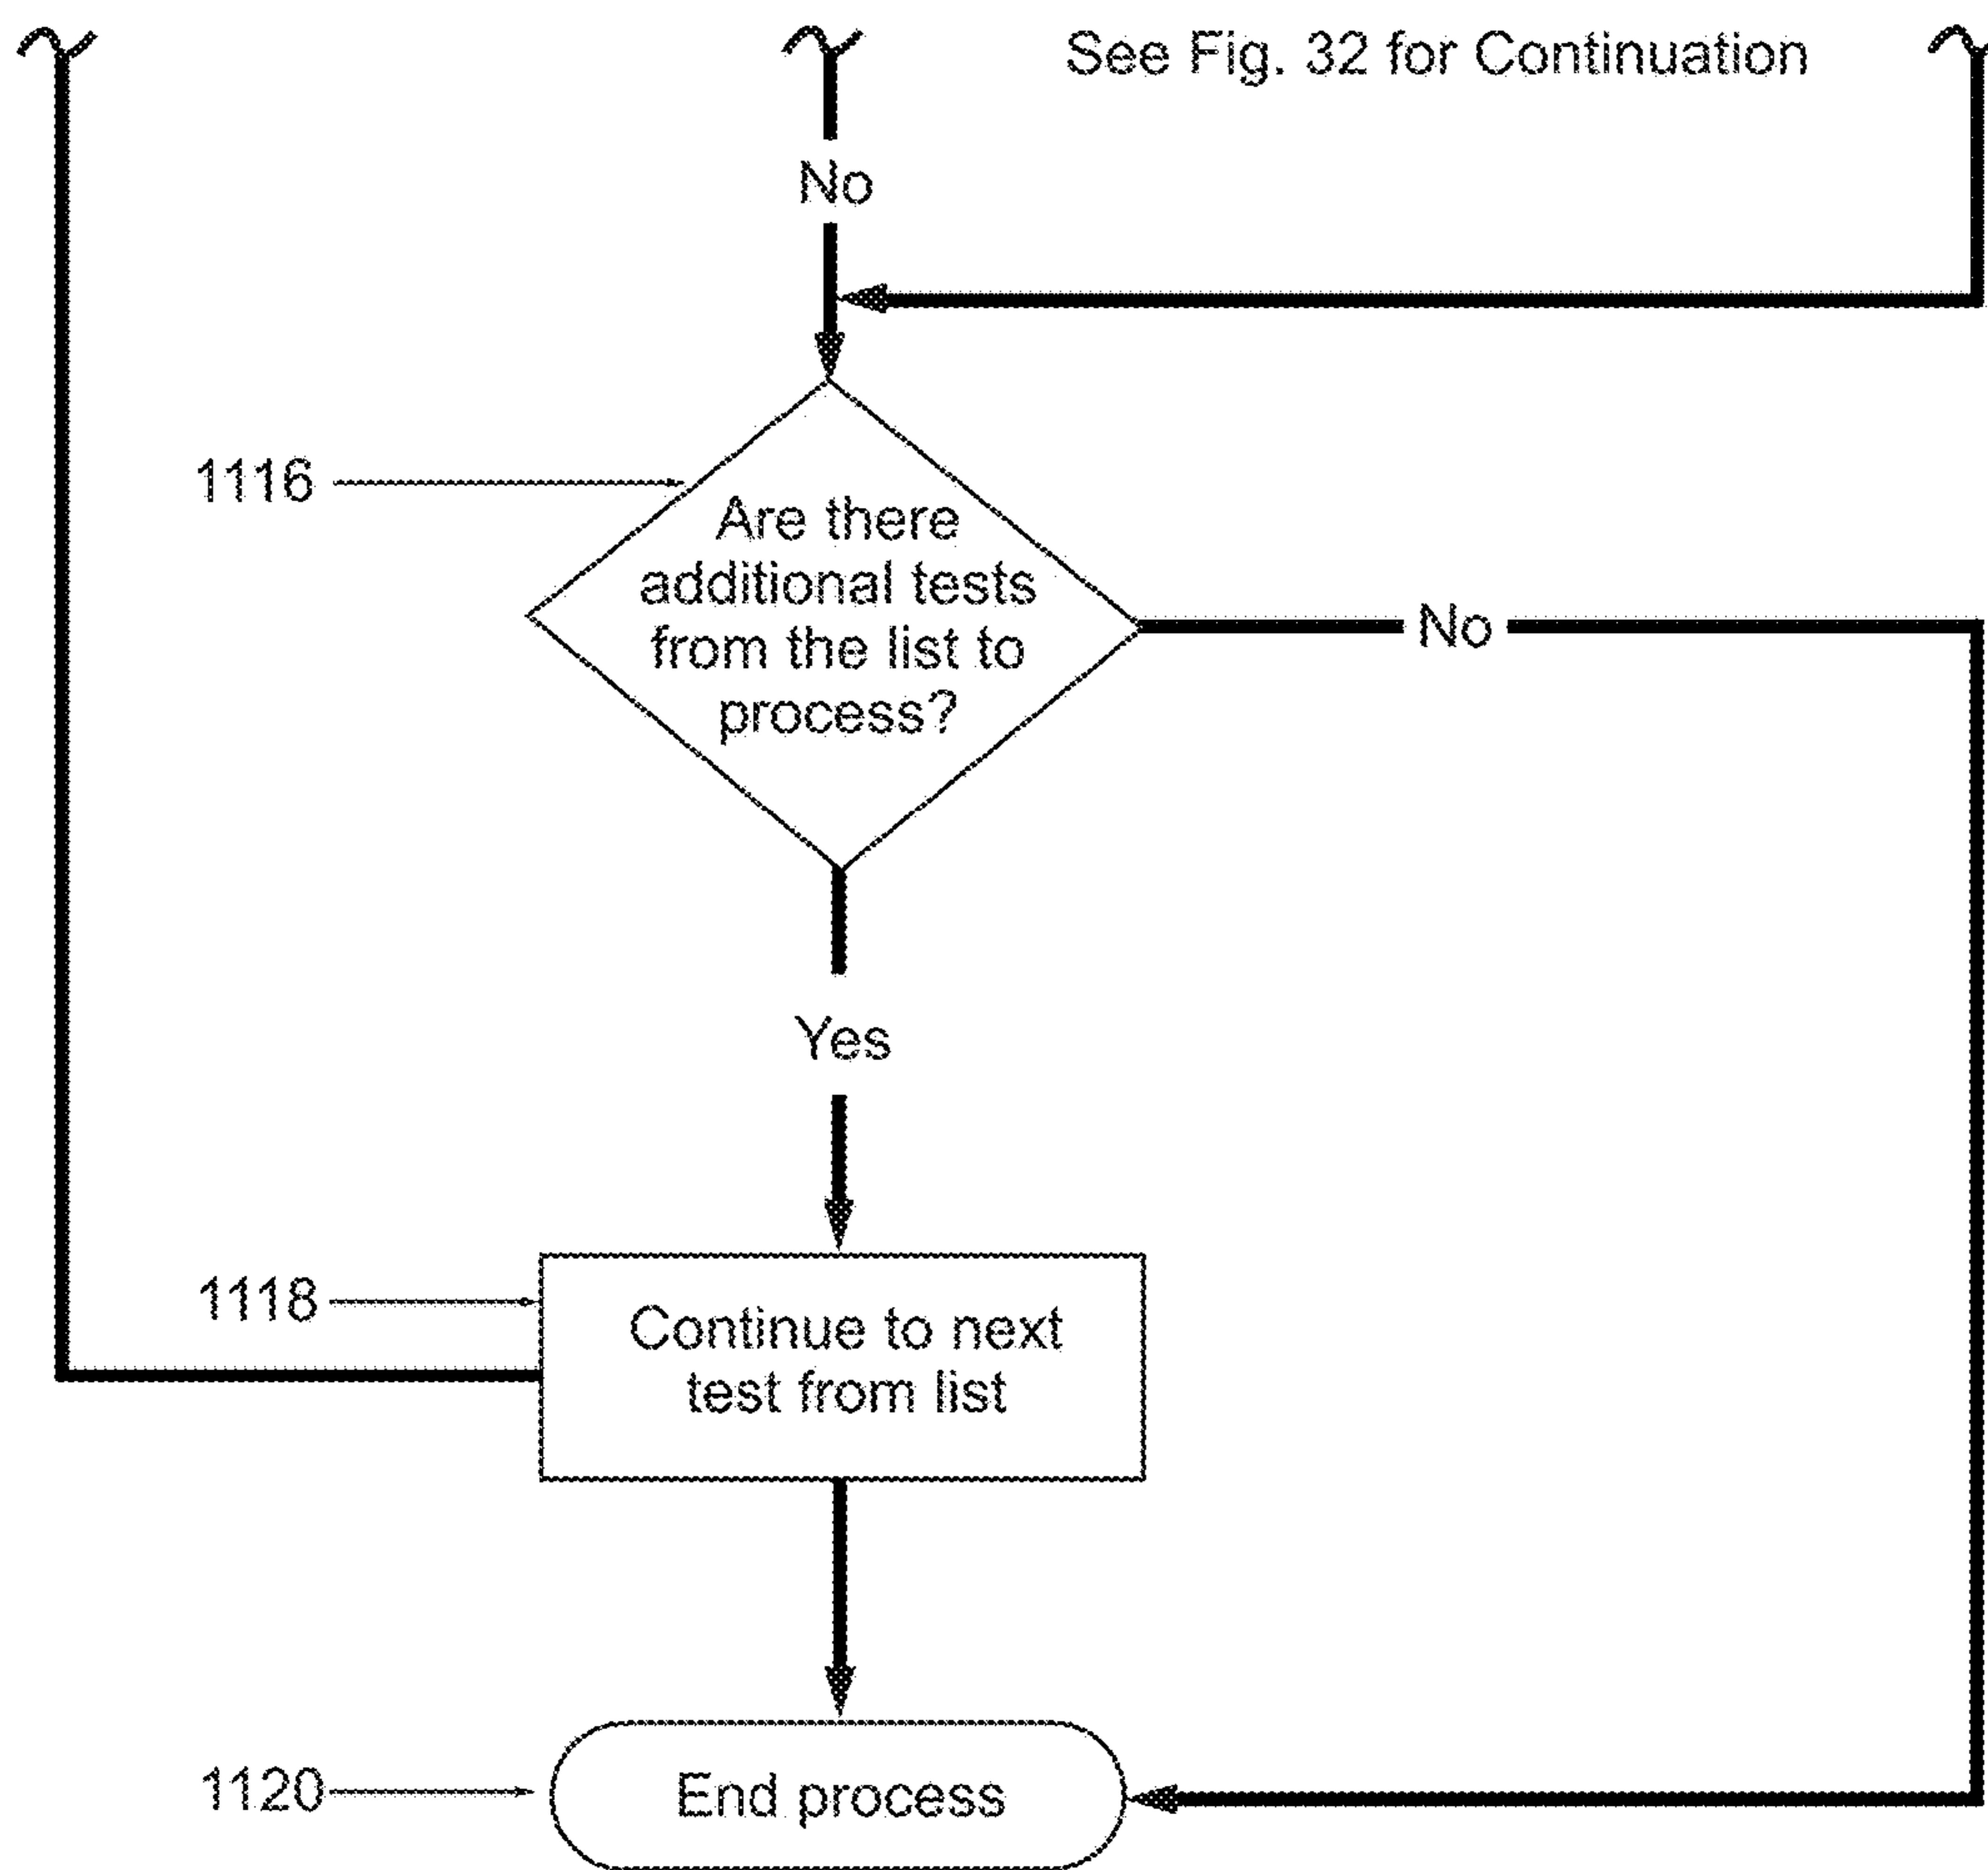 See Fig. 32 for Continuation
No
1116
Are there
additional tests
from the list to
process?
No
Yes
1118
Continue to next
test from list
1120
End process